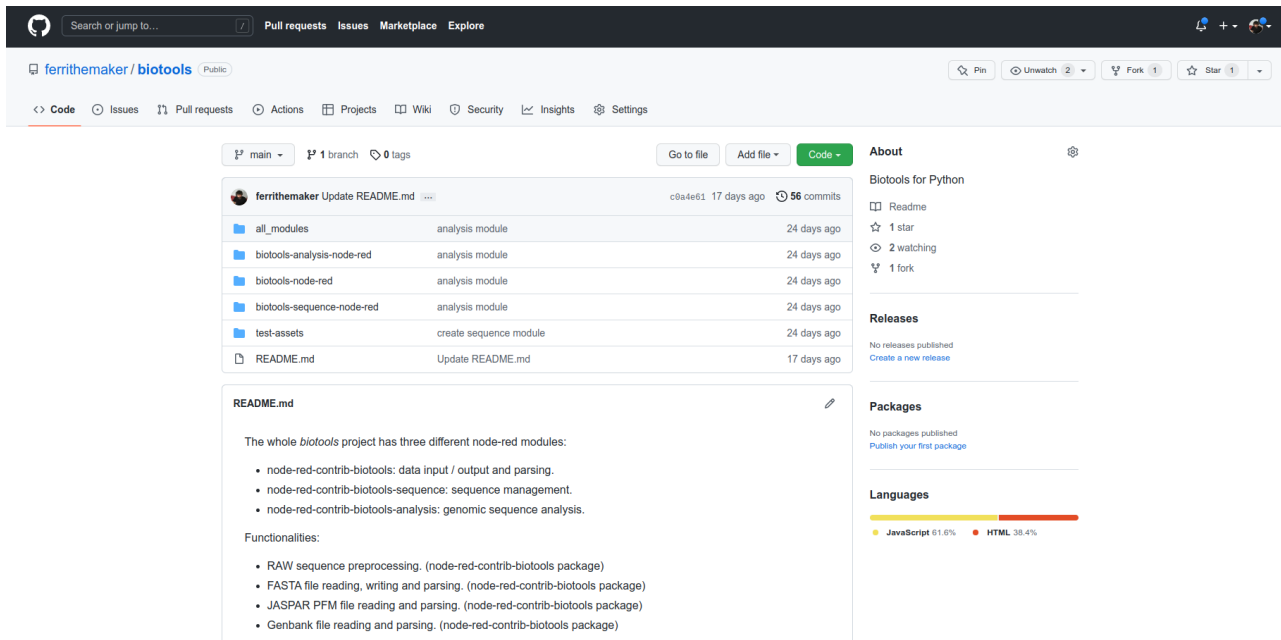 Search or jump to... / Pull requests Issues Marketplace Explore
ferrithemaker / biotools Public Pin Unwatch 2 Fork 1 Star 1
Code Issues Pull requests Actions Projects Wiki Security Insights Settings
main 1 branch 0 tags Go to file Add file Code
ferrithemaker Update README.md ... c0a4e61 17 days ago 56 commits
all_modules analysis module 24 days ago
biotools-analysis-node-red analysis module 24 days ago
biotools-node-red analysis module 24 days ago
biotools-sequence-node-red analysis module 24 days ago
test-assets create sequence module 24 days ago
README.md Update README.md 17 days ago
README.md
The whole biotools project has three different node-red modules:
• node-red-contrib-biotools: data input / output and parsing.
• node-red-contrib-biotools-sequence: sequence management.
• node-red-contrib-biotools-analysis: genomic sequence analysis.
Functionalities:
• RAW sequence preprocessing. (node-red-contrib-biotools package)
• FASTA file reading, writing and parsing. (node-red-contrib-biotools package)
• JASPAR PFM file reading and parsing. (node-red-contrib-biotools package)
• Genbank file reading and parsing. (node-red-contrib-biotools package)
About
Biotools for Python
Readme
1 star
2 watching
1 fork
Releases
No releases published
Create a new release
Packages
No packages published
Publish your first package
Languages
JavaScript 61.6% HTML 38.4%